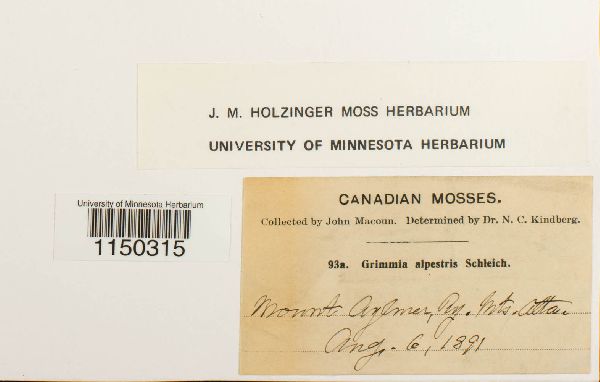 J. M. HOLZINGER MOSS HERBARIUM
UNIVERSITY OF MINNESOTA HERBARIUM
University of Minnesota Herbarium
1150315
CANADIAN MOSSES.
Collected by John Macoun. Determined by Dr. N. C. Kindberg.
93a. Grimmia alpestris Schleich.
Mount Aylmer, Ry. Mts. Alta.
Aug. 6, 1891